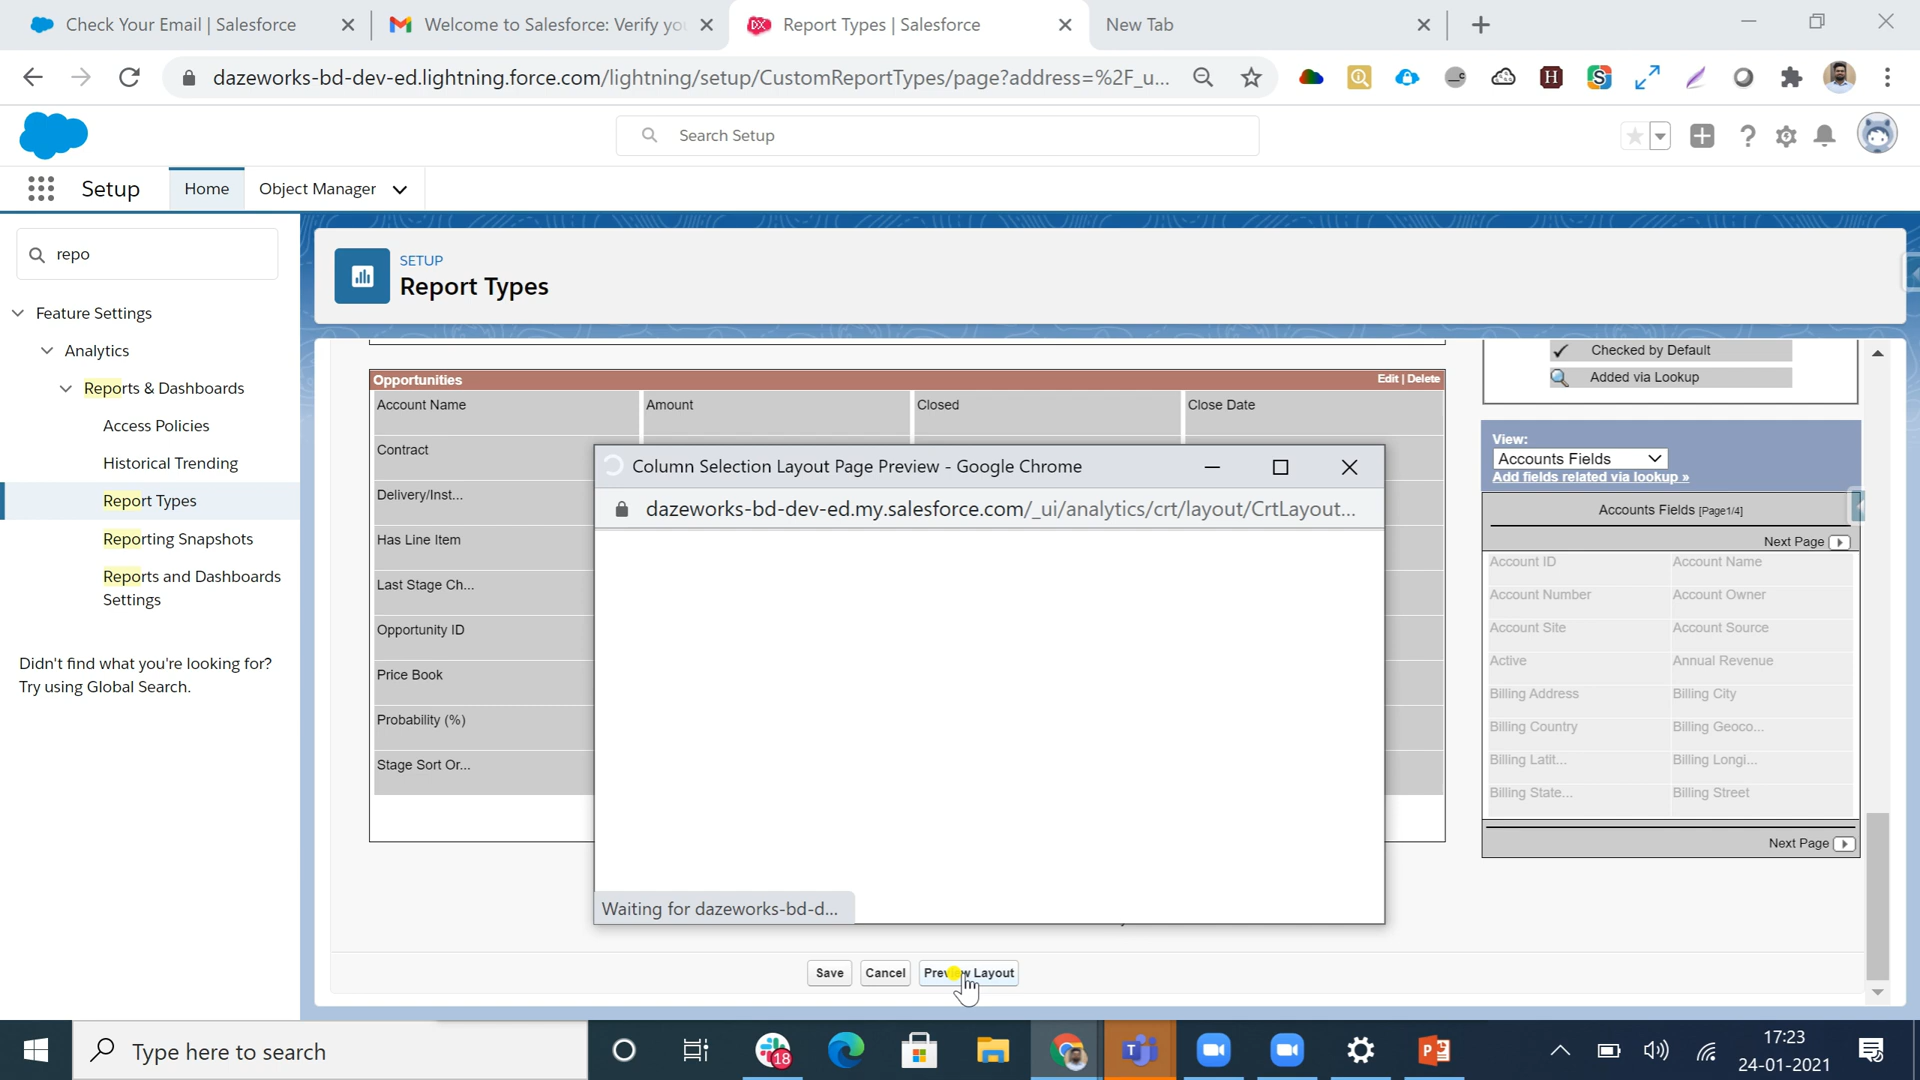 Check Your Email | Salesforce
Welcome to Salesforce: Verify yo
Report Types | Salesforce
New Tab
dazeworks-bd-dev-ed.lightning.force.com/lightning/setup/CustomReportTypes/page?address=%2F_u...
Search Setup
Setup
Home
Object Manager
repo
Feature Settings
Analytics
Reports & Dashboards
Access Policies
Historical Trending
Report Types
Reporting Snapshots
Reports and Dashboards
Settings
Didn't find what you're looking for?
Try using Global Search.
SETUP
Report Types
Opportunities
Edit | Delete
Account Name
Amount
Closed
Close Date
Contract
Delivery/Inst...
Has Line Item
Last Stage Ch...
Opportunity ID
Price Book
Probability (%)
Stage Sort Or...
Column Selection Layout Page Preview - Google Chrome
dazeworks-bd-dev-ed.my.salesforce.com/_ui/analytics/crt/layout/CrtLayout...
Waiting for dazeworks-bd-d...
Save
Cancel
Preview Layout
Checked by Default
Added via Lookup
View:
Accounts Fields
Add fields related via lookup »
Accounts Fields [Page1/4]
Next Page
Account ID
Account Name
Account Number
Account Owner
Account Site
Account Source
Active
Annual Revenue
Billing Address
Billing City
Billing Country
Billing Geoco...
Billing Latit...
Billing Longi...
Billing State...
Billing Street
Next Page
Type here to search
18
17:23
24-01-2021